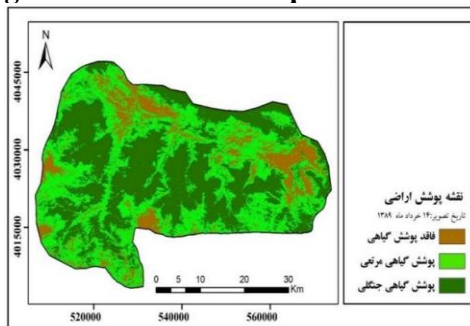 N
4045000
4030000
4015000
520000
540000
560000
0 5 10 20 30
Km
نقشه پوشش اراضی
تاریخ تصویر:۱۴ خرداد ماه ۱۳۸۹
فاقد پوشش گیاهی
پوشش گیاهی مرتعی
پوشش گیاهی جنگلی